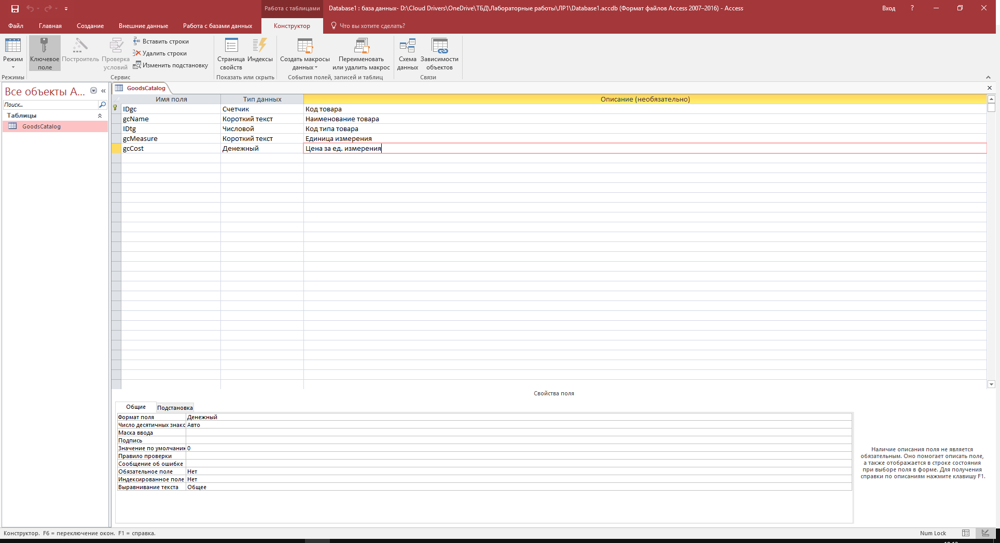 Работа с таблицами
Database1 : база данных- D:\Cloud Drivers\OneDrive\ТБД\Лабораторные работы\ЛР1\Database1.accdb (Формат файлов Access 2007–2016) - Access
Вход ?
Файл Главная Создание Внешние данные Работа с базами данных Конструктор Что вы хотите сделать?
Режим
Ключевое поле
Построитель
Проверка условий
Вставить строки
Удалить строки
Изменить подстановку
Страница свойств
Индексы
Создать макросы данных
Переименовать или удалить макрос
Схема данных
Зависимости объектов
Режимы Сервис Показать или скрыть События полей, записей и таблиц Связи
Все объекты A...
Поиск...
Таблицы
GoodsCatalog
GoodsCatalog
Имя поля Тип данных Описание (необязательно)
IDgc Счетчик Код товара
gcName Короткий текст Наименование товара
IDtg Числовой Код типа товара
gcMeasure Короткий текст Единица измерения
gcCost Денежный Цена за ед. измерения
Свойства поля
Общие Подстановка
Формат поля Денежный
Число десятичных знакс Авто
Маска ввода
Подпись
Значение по умолчании 0
Правило проверки
Сообщение об ошибке
Обязательное поле Нет
Индексированное поле Нет
Выравнивание текста Общее
Наличие описания поля не является
обязательным. Оно помогает описать поле,
а также отображается в строке состояния
при выборе поля в форме. Для получения
справки по описаниям нажмите клавишу F1.
Конструктор. F6 = переключение окон. F1 = справка.
Num Lock